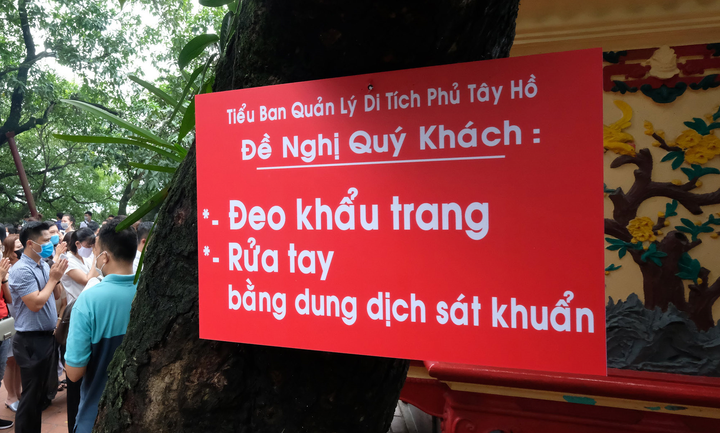 Tiểu Ban Quản Lý Di Tích Phủ Tây Hồ
Đề Nghị Quý Khách :
*- Đeo khẩu trang
*- Rửa tay
bằng dung dịch sát khuẩn